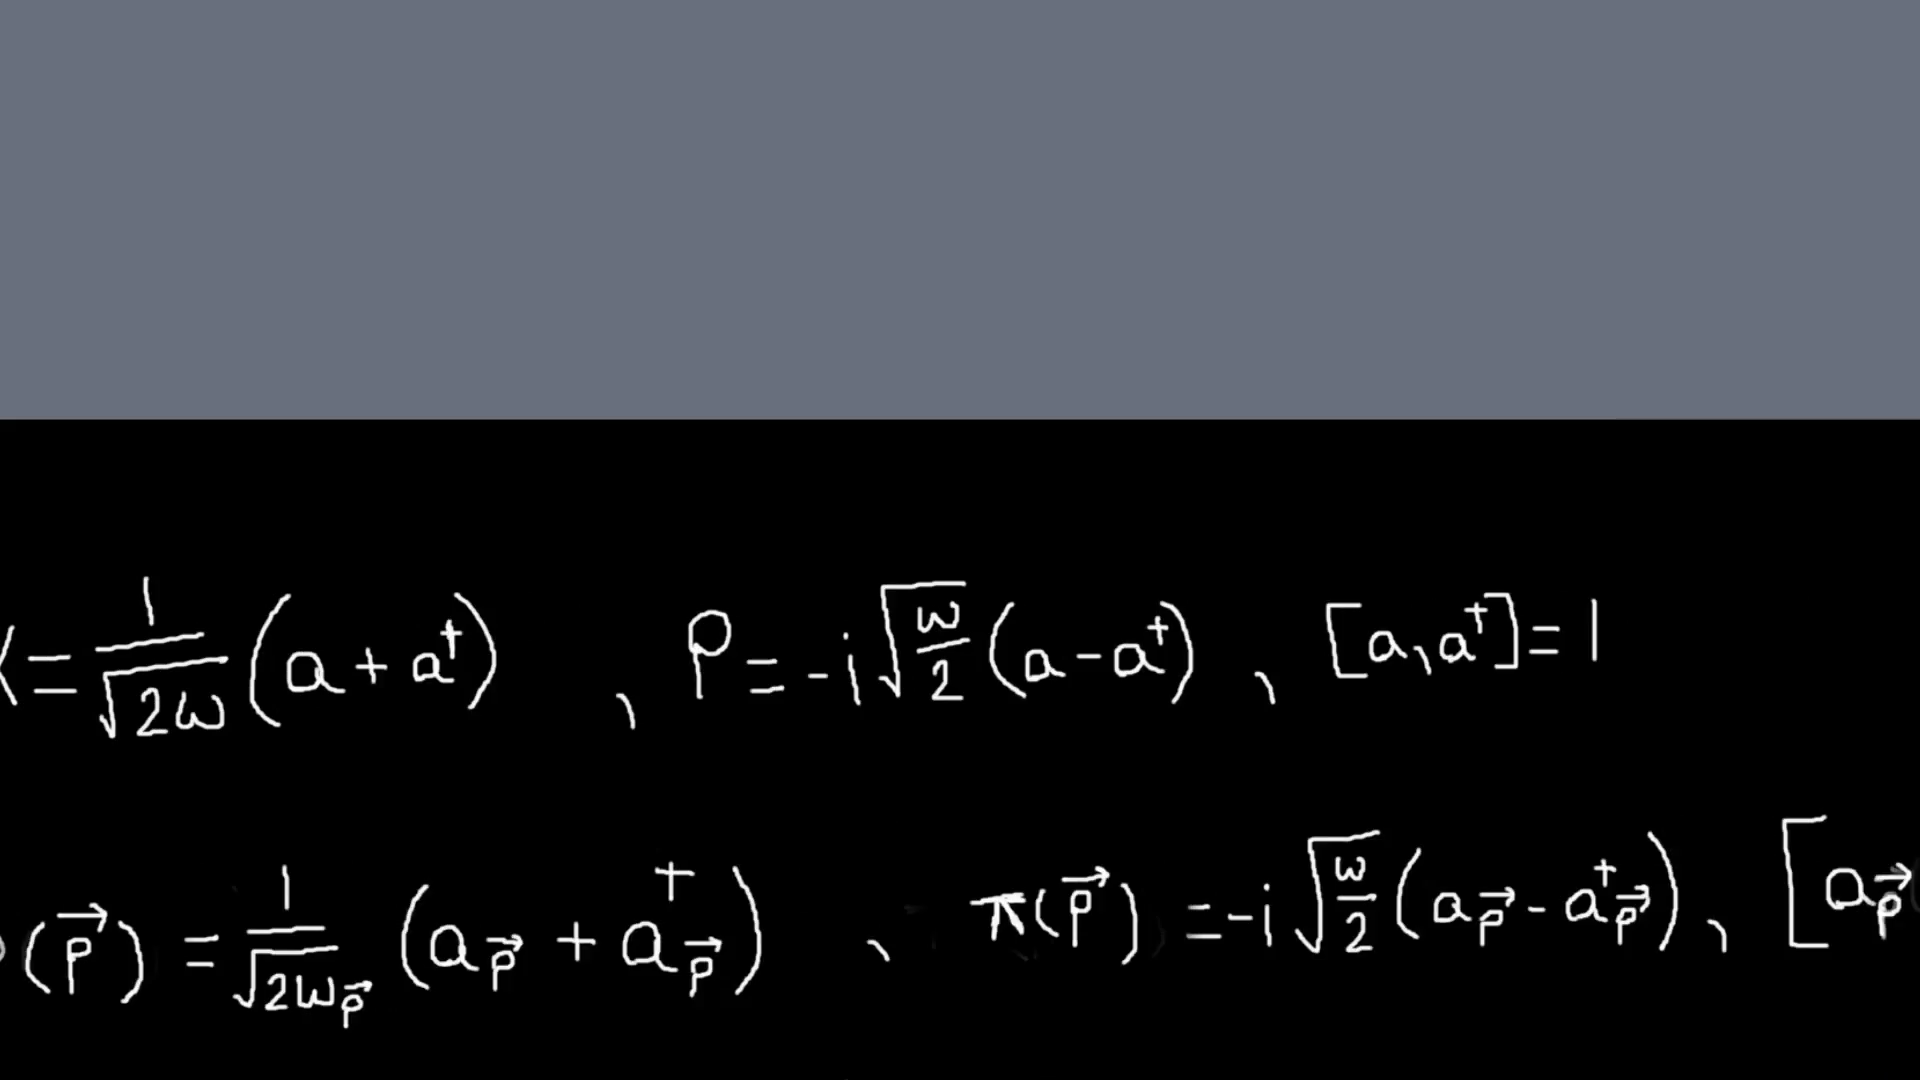 = 1/√2ω (a + a†) , P = -i√ω/2 (a - a†) , [a, a†] = 1
(p⃗) = 1/√2ω_p⃗ (a_p⃗ + a†_p⃗) , π(p⃗) = -i√ω/2 (a_p⃗ - a†_p⃗) , [a_p⃗